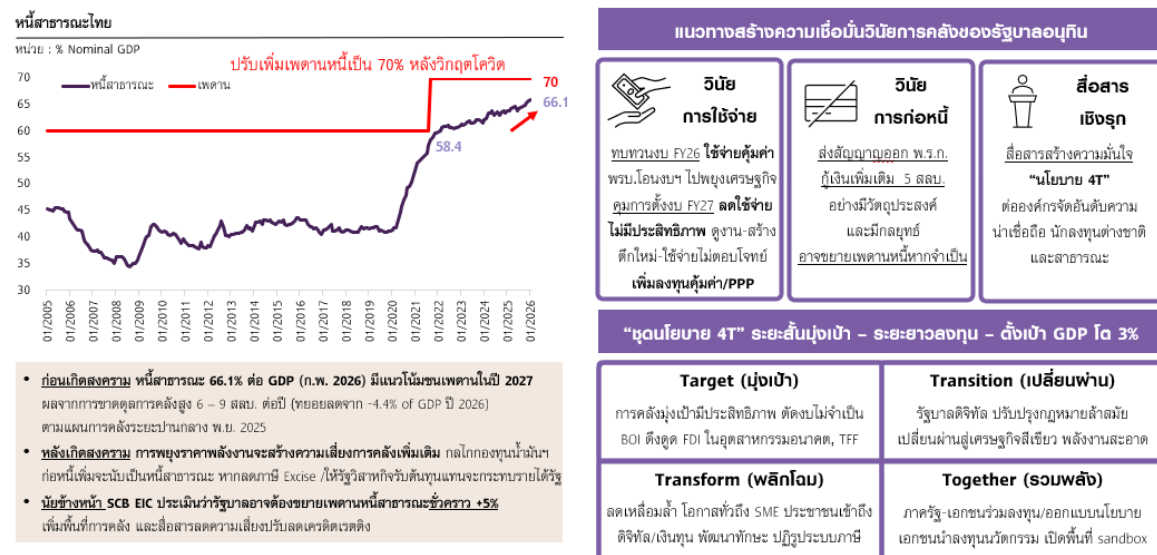 หนี้สาธารณะไทย
หน่วย : % Nominal GDP
ปรับเพิ่มเพดานหนี้เป็น 70% หลังวิกฤตโควิด
หนี้สาธารณะ
เพดาน
70
65
60
55
50
45
40
35
30
70
66.1
58.4
01/2005
01/2006
01/2007
01/2008
01/2009
01/2010
01/2011
01/2012
01/2013
01/2014
01/2015
01/2016
01/2017
01/2018
01/2019
01/2020
01/2021
01/2022
01/2023
01/2024
01/2025
01/2026
• ก่อนเกิดสงคราม หนี้สาธารณะ 66.1% ต่อ GDP (ก.พ. 2026) มีแนวโน้มชนเพดานในปี 2027
ผลจากการขาดดุลการคลังสูง 6 – 9 สลบ. ต่อปี (ทยอยลดจาก -4.4% of GDP ปี 2026)
ตามแผนการคลังระยะปานกลาง พ.ย. 2025
• หลังเกิดสงคราม การพยุงราคาพลังงานจะสร้างความเสี่ยงการคลังเพิ่มเติม กลไกกองทุนน้ำมันฯ
ก่อหนี้เพิ่มจะนับเป็นหนี้สาธารณะ หากลดภาษี Excise /ให้รัฐวิสาหกิจรับต้นทุนแทนจะกระทบรายได้รัฐ
• นัยข้างหน้า SCB EIC ประเมินว่ารัฐบาลอาจต้องขยายเพดานหนี้สาธารณะชั่วคราว +5%
เพิ่มพื้นที่การคลัง และสื่อสารลดความเสี่ยงปรับลดเครดิตเรตติง
แนวทางสร้างความเชื่อมั่นวินัยการคลังของรัฐบาลอนุทิน
วินัย
การใช้จ่าย
ทบทวนงบ FY26 ใช้จ่ายคุ้มค่า
พรบ.โอนงบฯ ไปพยุงเศรษฐกิจ
คุมการตั้งงบ FY27 ลดใช้จ่าย
ไม่มีประสิทธิภาพ ดูงาน-สร้าง
ตึกใหม่-ใช้จ่ายไม่ตอบโจทย์
เพิ่มลงทุนคุ้มค่า/PPP
วินัย
การก่อหนี้
ส่งสัญญาณออก พ.ร.ก.
กู้เงินเพิ่มเติม 5 สลบ.
อย่างมีวัตถุประสงค์
และมีกลยุทธ์
อาจขยายเพดานหนี้หากจำเป็น
สื่อสาร
เชิงรุก
สื่อสารสร้างความมั่นใจ
“นโยบาย 4T”
ต่อองค์กรจัดอันดับความ
น่าเชื่อถือ นักลงทุนต่างชาติ
และสาธารณะ
“ชุดนโยบาย 4T” ระยะสั้นมุ่งเป้า – ระยะยาวลงทุน – ตั้งเป้า GDP โต 3%
Target (มุ่งเป้า)
การคลังมุ่งเป้ามีประสิทธิภาพ ตัดงบไม่จำเป็น
BOI ดึงดูด FDI ในอุตสาหกรรมอนาคต, TFF
Transition (เปลี่ยนผ่าน)
รัฐบาลดิจิทัล ปรับปรุงกฎหมายล้าสมัย
เปลี่ยนผ่านสู่เศรษฐกิจสีเขียว พลังงานสะอาด
Transform (พลิกโฉม)
ลดเหลื่อมล้ำ โอกาสทั่วถึง SME ประชาชนเข้าถึง
ดิจิทัล/เงินทุน พัฒนาทักษะ ปฏิรูประบบภาษี
Together (รวมพลัง)
ภาครัฐ-เอกชนร่วมลงทุน/ออกแบบนโยบาย
เอกชนนำลงทุนนวัตกรรม เปิดพื้นที่ sandbox